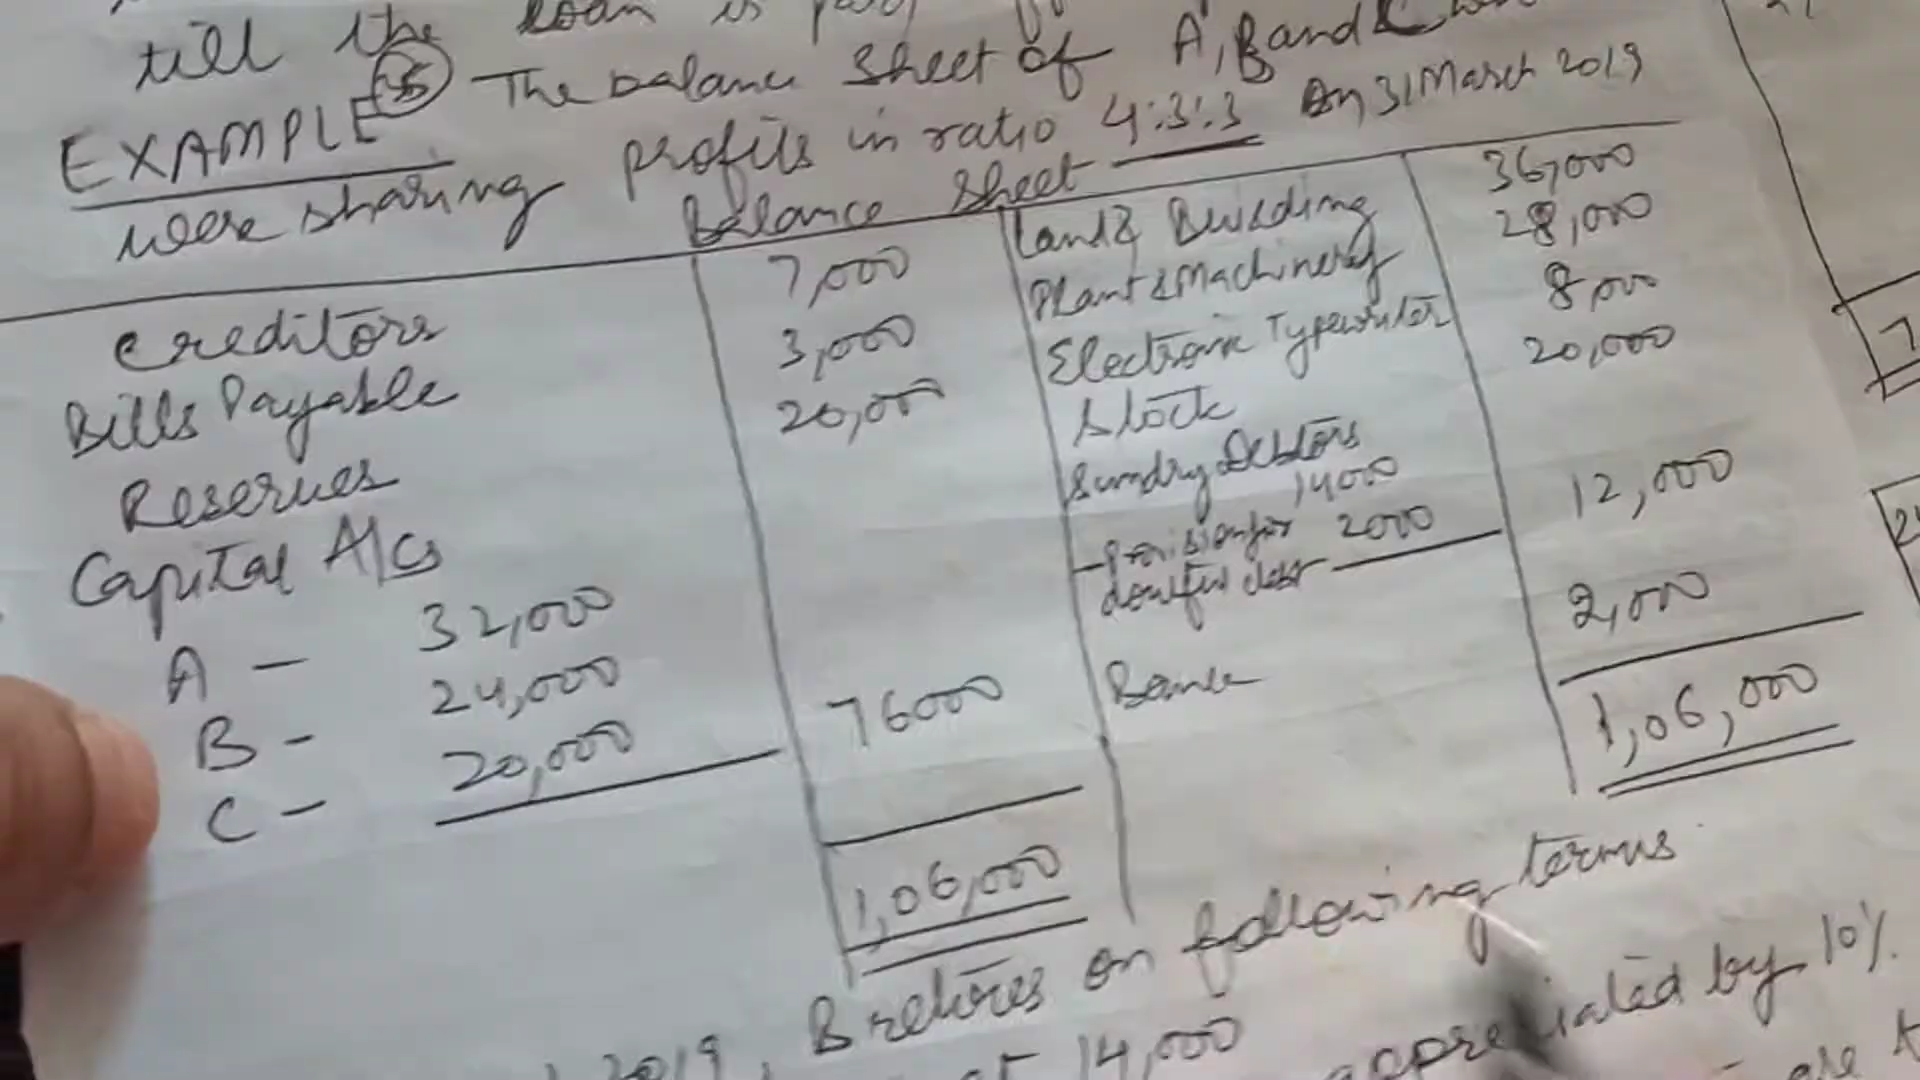 till the loan is
EXAMPLE 5 The balance sheet of A, B and C
were sharing profits in ratio 4:3:3 on 31 March 2019
Balance Sheet
Creditors 7,000 Land & Building 36,000
Bills Payable 3,000 Plant & Machinery 28,000
Reserves 20,000 Electronic Typewriter 8,000
Capital A/cs Stock 20,000
A - 32,000 Sundry Debtors 14000
B - 24,000 - Provision for doubtful debt 2000 12,000
C - 20,000 76000 Bank 2,000
1,06,000 1,06,000
2019, B retires on following terms
at 14,000
appreciated by 10%
are